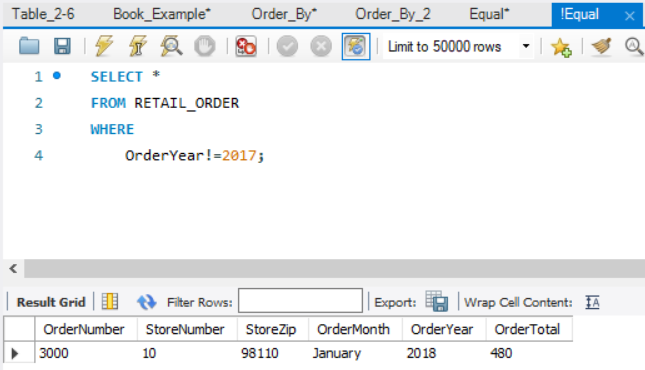 Table_2-6 Book_Example* Order_By* Order_By_2 Equal* !Equal ×
Limit to 50000 rows
1 SELECT *
2 FROM RETAIL_ORDER
3 WHERE
4 OrderYear!=2017;
Result Grid Filter Rows: Export: Wrap Cell Content: IA
OrderNumber StoreNumber StoreZip OrderMonth OrderYear OrderTotal
3000 10 98110 January 2018 480